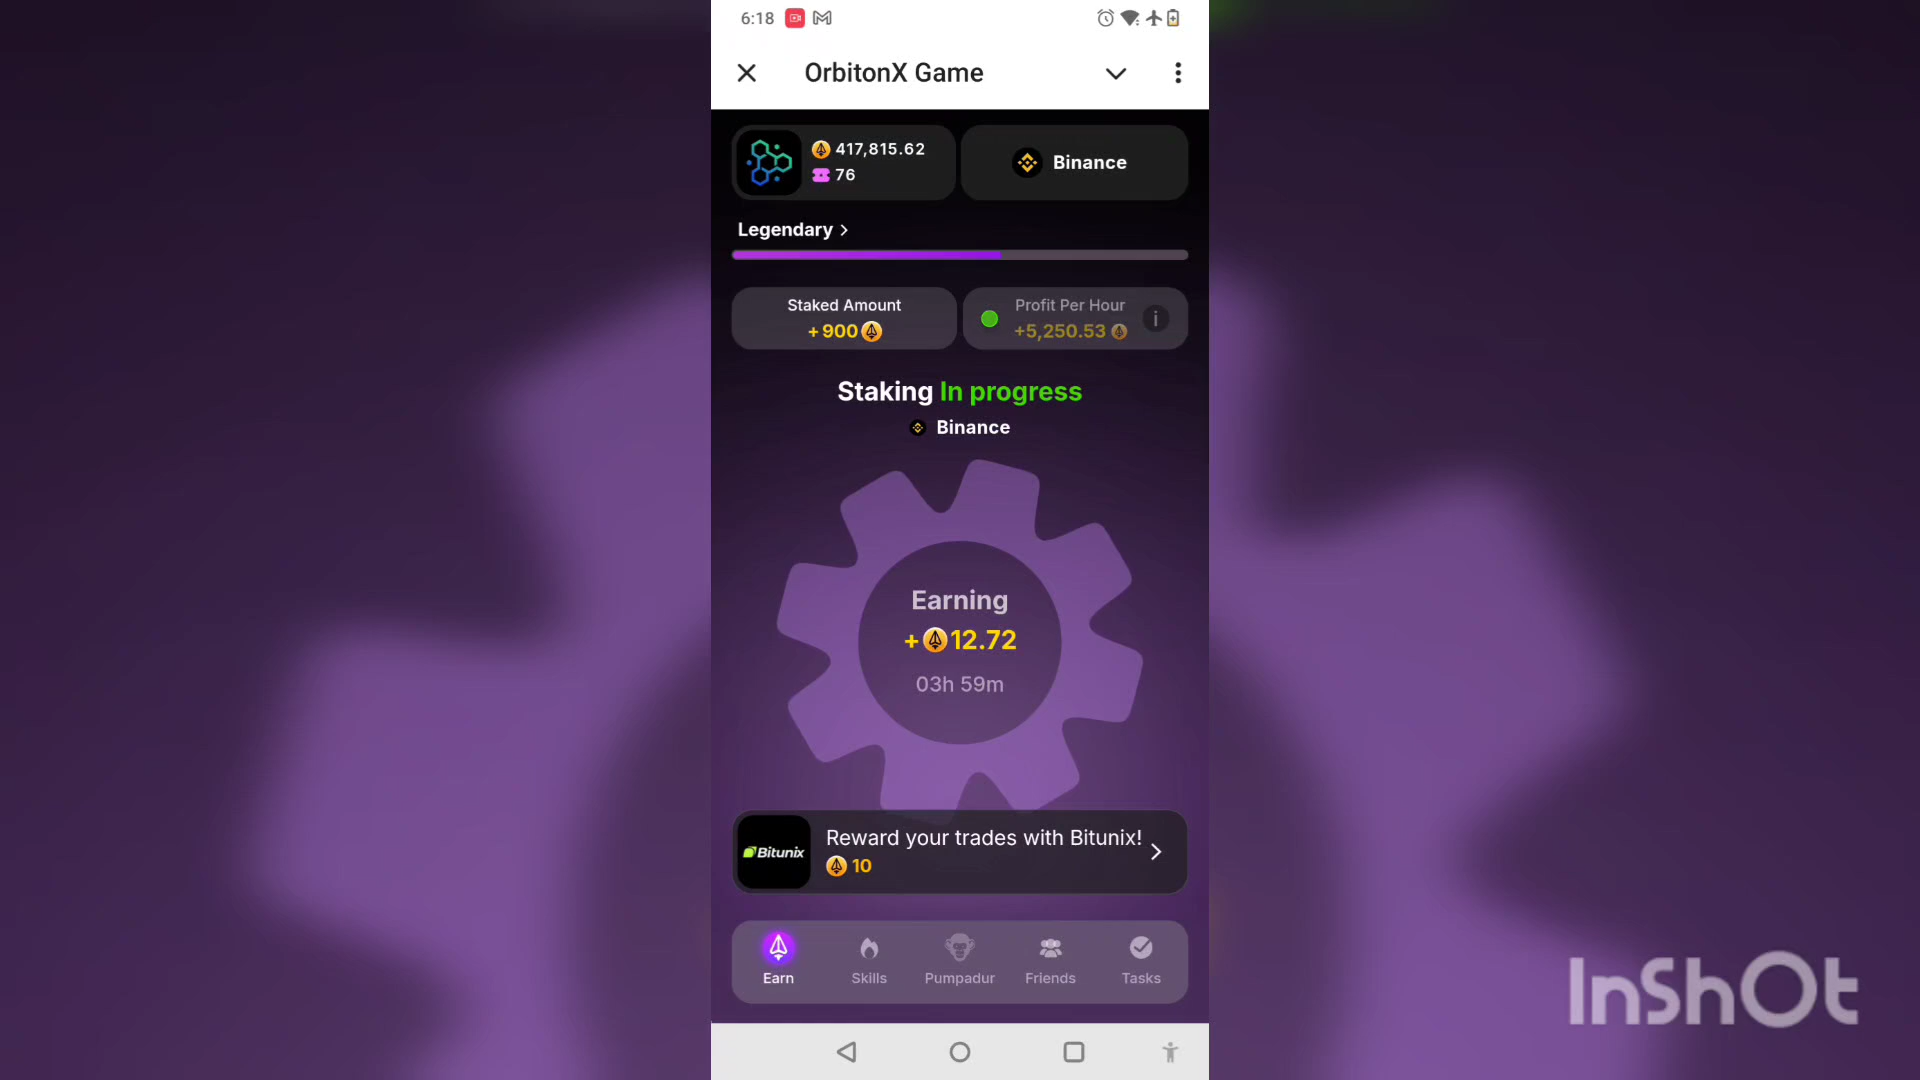 6:18
OrbitonX Game
417,815.62
76
Binance
Legendary
Staked Amount
+900
Profit Per Hour
+5,250.53
i
Staking In progress
Binance
Earning
+12.72
03h 59m
Bitunix
Reward your trades with Bitunix!
10
Earn
Skills
Pumpadur
Friends
Tasks
InShOt